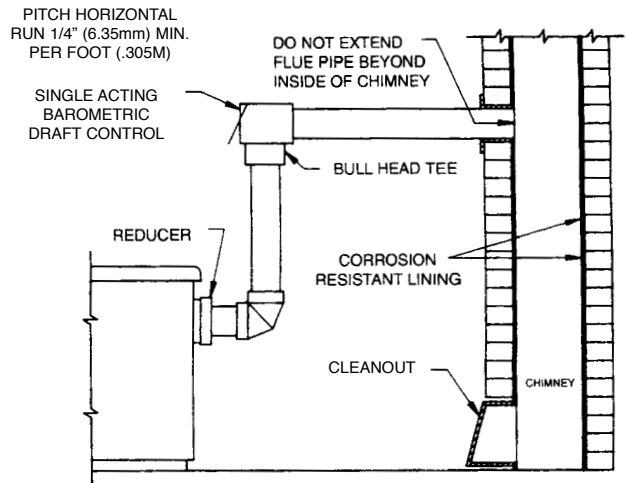 PITCH HORIZONTAL
RUN 1/4" (6.35mm) MIN.
PER FOOT (.305M)
SINGLE ACTING
BAROMETRIC
DRAFT CONTROL
DO NOT EXTEND
FLUE PIPE BEYOND
INSIDE OF CHIMNEY
BULL HEAD TEE
REDUCER
CORROSION
RESISTANT LINING
CLEANOUT
CHIMNEY